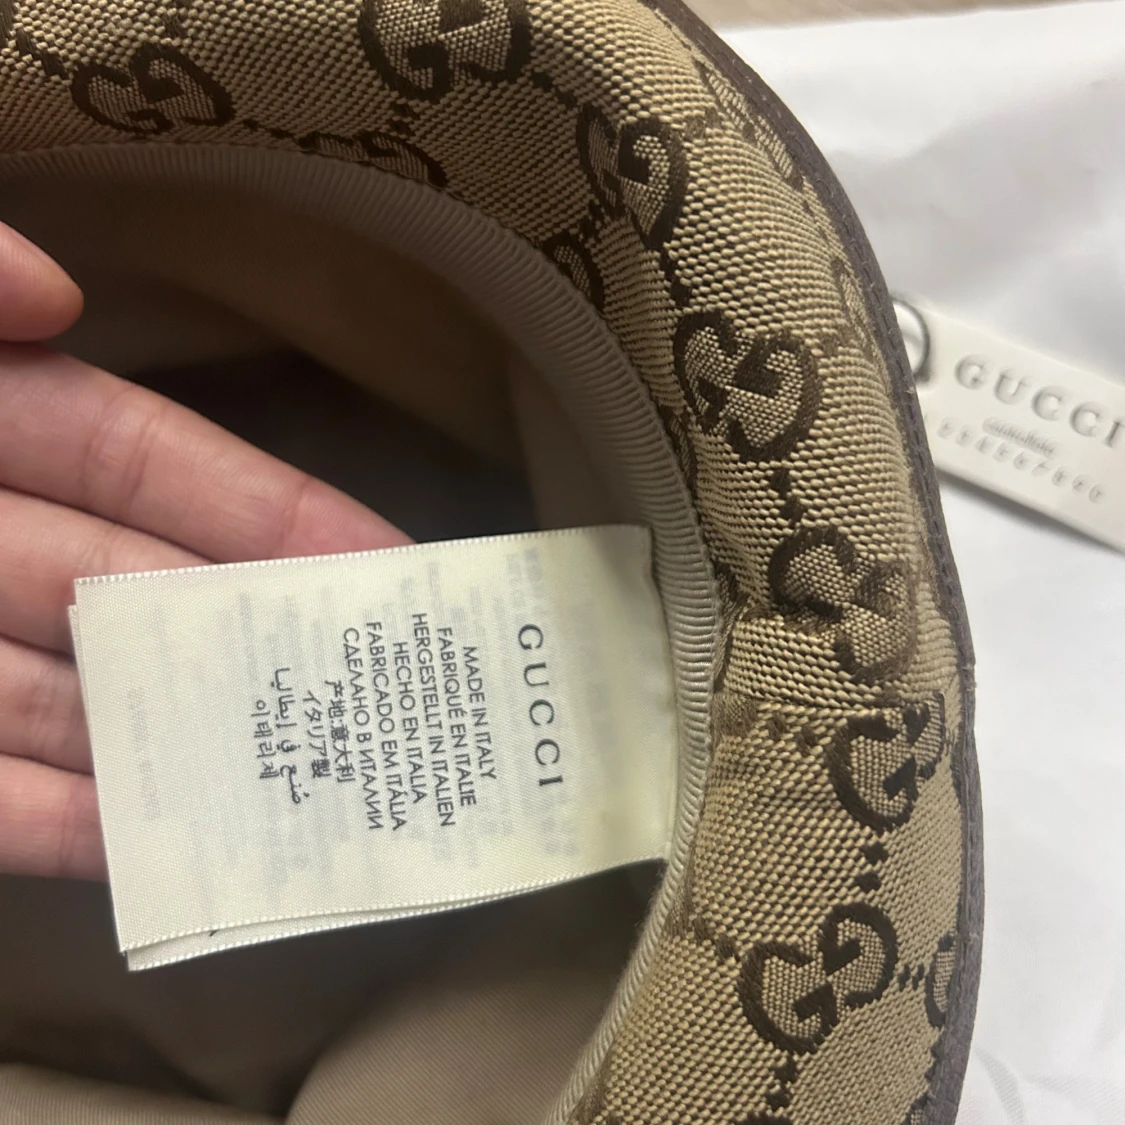 GUCCI
MADE IN ITALY
FABRIQUÉ EN ITALIE
HERGESTELLT IN ITALIEN
HECHO EN ITALIA
FABRICADO EM ITÁLIA
СДЕЛАНО В ИТАЛИИ
产地:意大利
イタリア製
صُنع في إيطاليا
이태리제
GUCCI